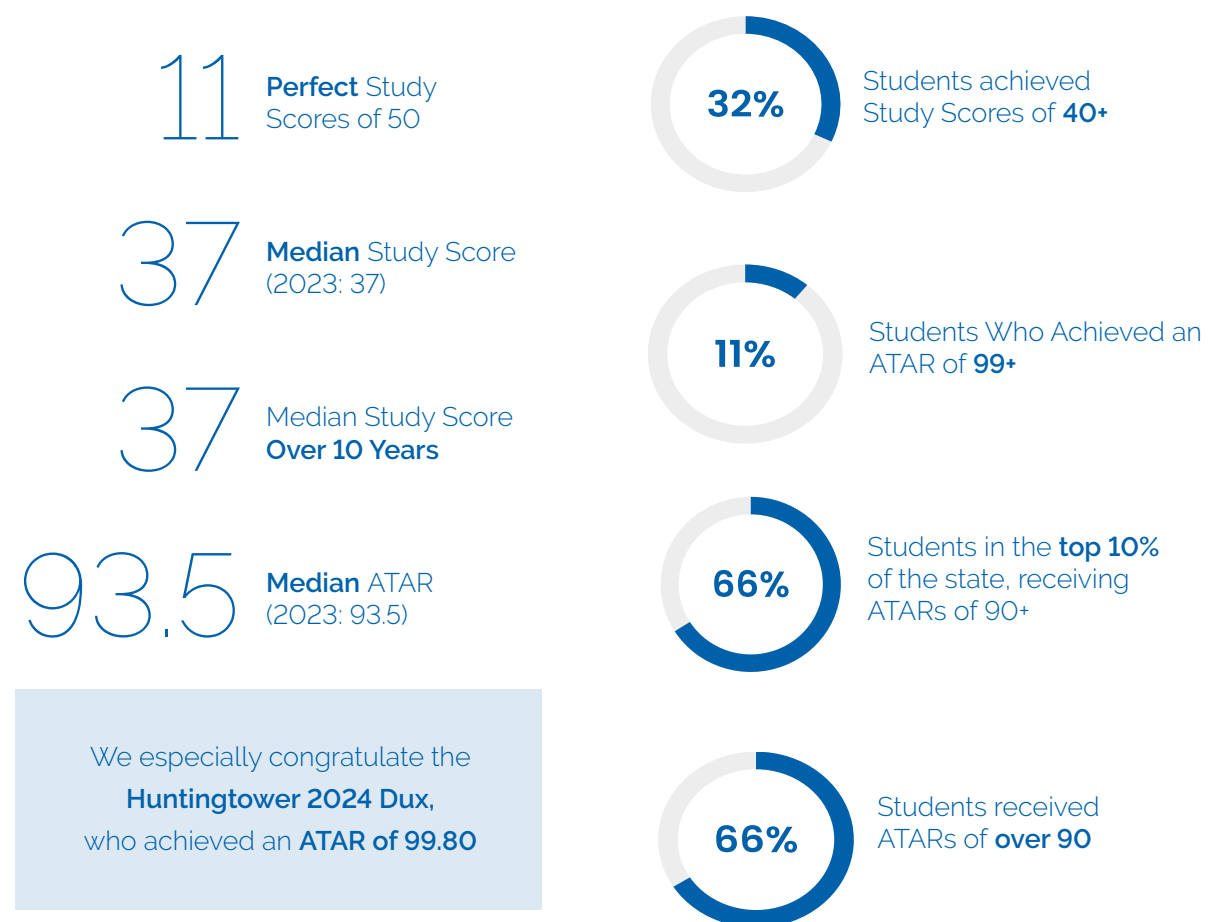 11
Perfect Study
Scores of 50
37
Median Study Score
(2023: 37)
37
Median Study Score
Over 10 Years
93.5
Median ATAR
(2023: 93.5)
We especially congratulate the
Huntingtower 2024 Dux,
who achieved an ATAR of 99.80
32%
Students achieved
Study Scores of 40+
11%
Students Who Achieved an
ATAR of 99+
66%
Students in the top 10%
of the state, receiving
ATARs of 90+
66%
Students received
ATARs of over 90